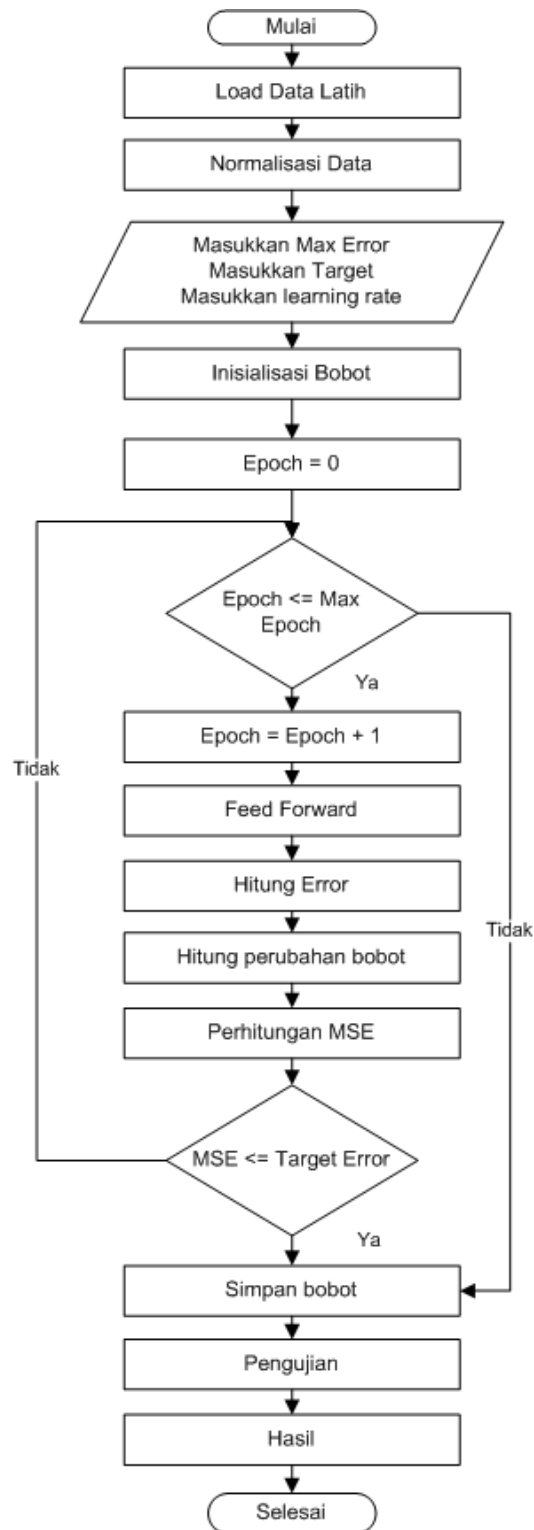 Mulai
Load Data Latih
Normalisasi Data
Masukkan Max Error
Masukkan Target
Masukkan learning rate
Inisialisasi Bobot
Epoch = 0
Epoch <= Max
Epoch
Ya
Epoch = Epoch + 1
Tidak
Feed Forward
Hitung Error
Tidak
Hitung perubahan bobot
Perhitungan MSE
MSE <= Target Error
Ya
Simpan bobot
Pengujian
Hasil
Selesai